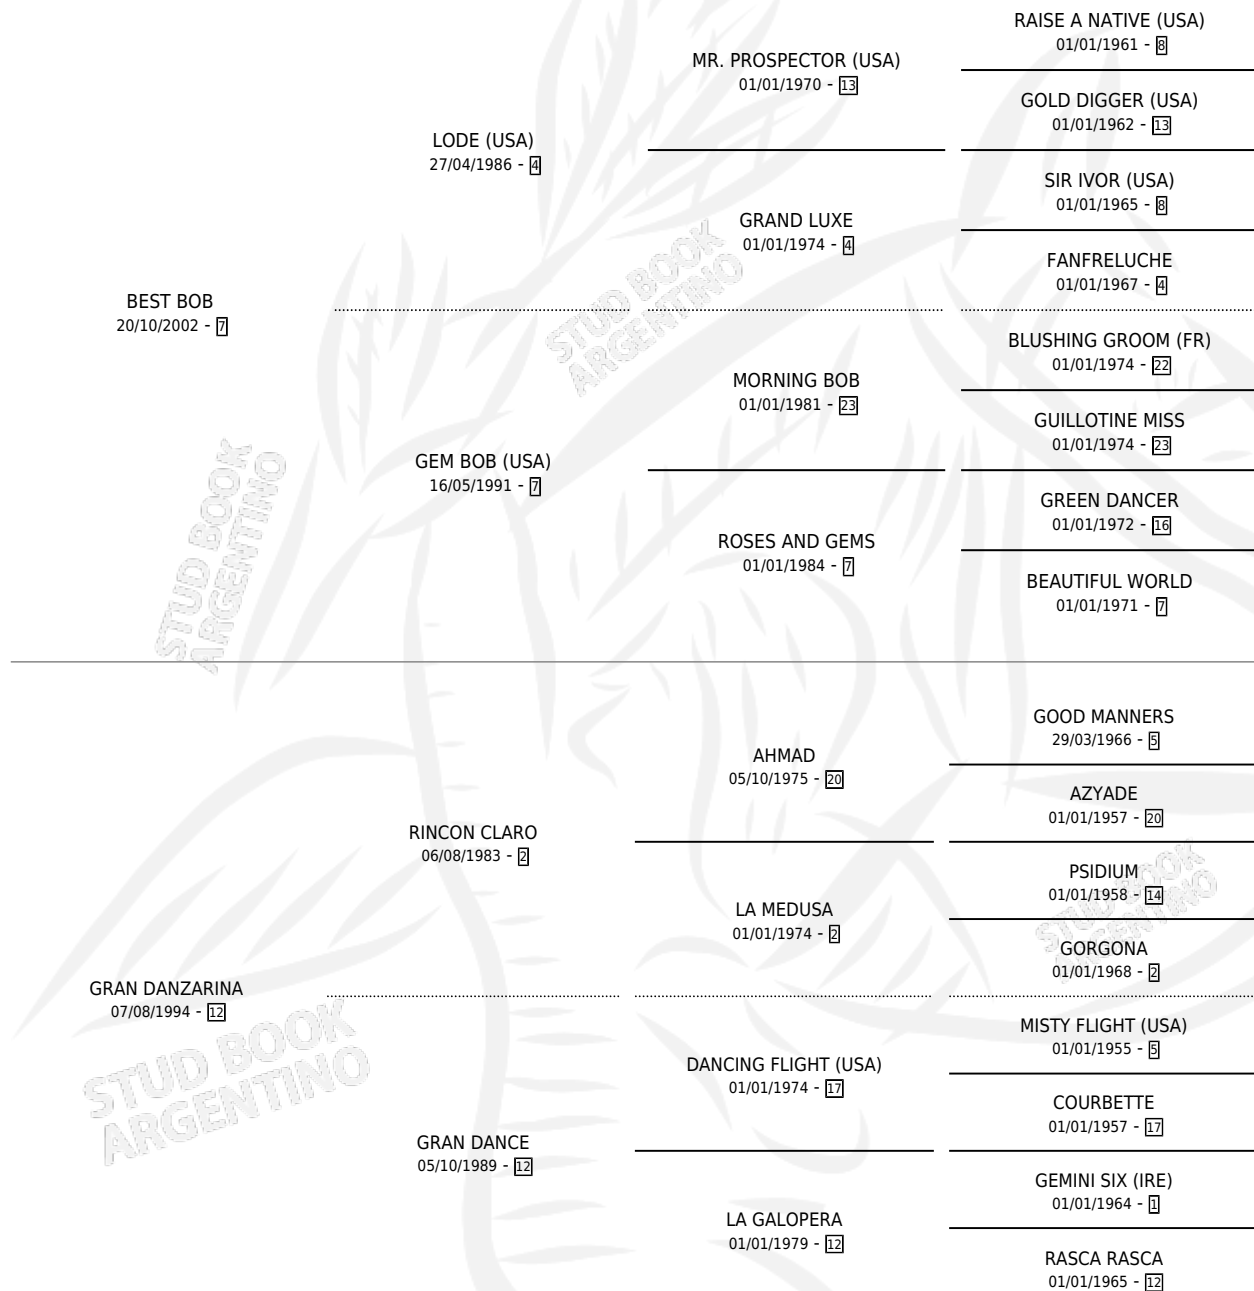 RAISE A NATIVE (USA)
01/01/1961 - 8
MR. PROSPECTOR (USA)
01/01/1970 - 13
GOLD DIGGER (USA)
01/01/1962 - 13
LODE (USA)
27/04/1986 - 4
SIR IVOR (USA)
01/01/1965 - 8
GRAND LUXE
01/01/1974 - 4
FANFRELUCHE
01/01/1967 - 4
BEST BOB
20/10/2002 - 7
STUD BOOK
ARGENTINO
BLUSHING GROOM (FR)
01/01/1974 - 22
MORNING BOB
01/01/1981 - 23
GUILLOTINE MISS
01/01/1974 - 23
GEM BOB (USA)
16/05/1991 - 7
GREEN DANCER
01/01/1972 - 16
ROSES AND GEMS
01/01/1984 - 7
BEAUTIFUL WORLD
01/01/1971 - 7
STUD BOOK
ARGENTINO
GOOD MANNERS
29/03/1966 - 5
AHMAD
05/10/1975 - 20
AZYADE
01/01/1957 - 20
RINCON CLARO
06/08/1983 - 2
PSIDIUM
01/01/1958 - 14
LA MEDUSA
01/01/1974 - 2
GORGONA
01/01/1968 - 2
STUD BOOK
ARGENTINO
GRAN DANZARINA
07/08/1994 - 12
MISTY FLIGHT (USA)
01/01/1955 - 5
DANCING FLIGHT (USA)
01/01/1974 - 17
COURBETTE
01/01/1957 - 17
STUD BOOK
ARGENTINO
GRAN DANCE
05/10/1989 - 12
GEMINI SIX (IRE)
01/01/1964 - 1
LA GALOPERA
01/01/1979 - 12
RASCA RASCA
01/01/1965 - 12